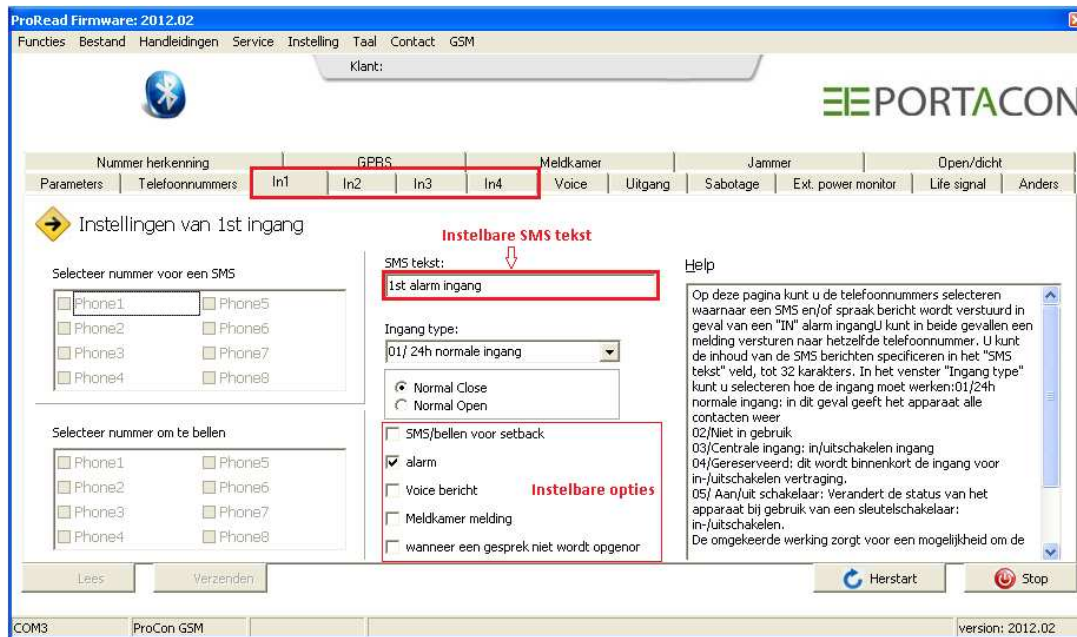 ProRead Firmware: 2012.02
Functies Bestand Handleidingen Service Instelling Taal Contact GSM
Klant:
PORTACON
Nummer herkenning GPRS Meldkamer Jammer Open/dicht
Parameters Telefoonnummers In1 In2 In3 In4 Voice Uitgang Sabotage Ext. power monitor Life signal Anders
Instellingen van 1st ingang
Selecteer nummer voor een SMS
Phone1 Phone5
Phone2 Phone6
Phone3 Phone7
Phone4 Phone8
Selecteer nummer om te bellen
Phone1 Phone5
Phone2 Phone6
Phone3 Phone7
Phone4 Phone8
Instelbare SMS tekst
SMS tekst:
1st alarm ingang
Ingang type:
01/ 24h normale ingang
Normal Close
Normal Open
SMS/bellen voor setback
alarm
Voice bericht
Instelbare opties
Meldkamer melding
wanneer een gesprek niet wordt opgenor
Help
Op deze pagina kunt u de telefoonnummers selecteren
waarnaar een SMS en/of spraak bericht wordt verstuurd in
geval van een "IN" alarm ingangU kunt in beide gevallen een
melding versturen naar hetzelfde telefoonnummer. U kunt
de inhoud van de SMS berichten specificeren in het "SMS
tekst" veld, tot 32 karakters. In het venster "Ingang type"
kunt u selecteren hoe de ingang moet werken:01/24h
normale ingang: in dit geval geeft het apparaat alle
contacten weer
02/Niet in gebruik
03/Centrale ingang: in/uitschakelen ingang
04/Gereserveerd: dit wordt binnenkort de ingang voor
in-/uitschakelen vertraging.
05/ Aan/uit schakelaar: Verandert de status van het
apparaat bij gebruik van een sleutelschakelaar:
in-/uitschakelen.
De omgekeerde werking zorgt voor een mogelijkheid om de
Lees Verzenden Herstart Stop
COM3 ProCon GSM version: 2012.02